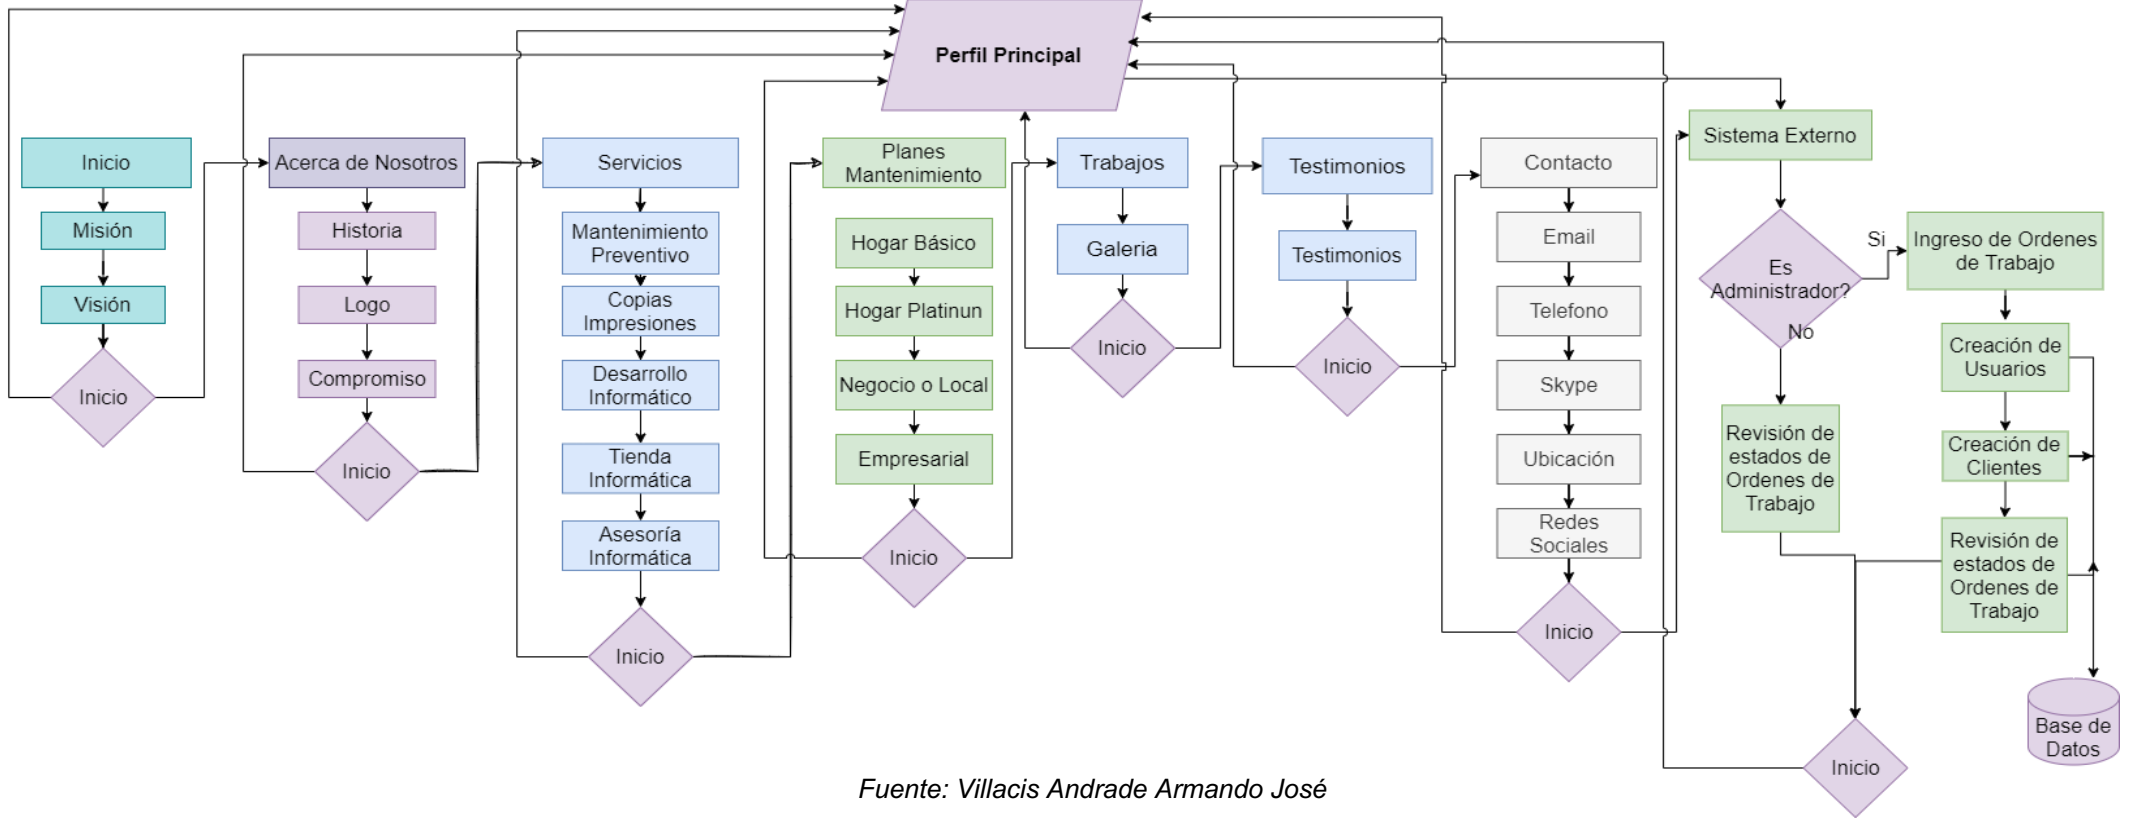 Perfil Principal
Inicio
Misión
Visión
Inicio
Acerca de Nosotros
Historia
Logo
Compromiso
Inicio
Servicios
Mantenimiento
Preventivo
Copias
Impresiones
Desarrollo
Informático
Tienda
Informática
Asesoría
Informática
Inicio
Planes
Mantenimiento
Hogar Básico
Hogar Platinun
Negocio o Local
Empresarial
Inicio
Trabajos
Galeria
Inicio
Testimonios
Testimonios
Inicio
Contacto
Email
Telefono
Skype
Ubicación
Redes
Sociales
Inicio
Sistema Externo
Es
Administrador?
Si
No
Revisión de
estados de
Ordenes de
Trabajo
Ingreso de Ordenes
de Trabajo
Creación de
Usuarios
Creación de
Clientes
Revisión de
estados de
Ordenes de
Trabajo
Base de
Datos
Inicio
Fuente: Villacis Andrade Armando José